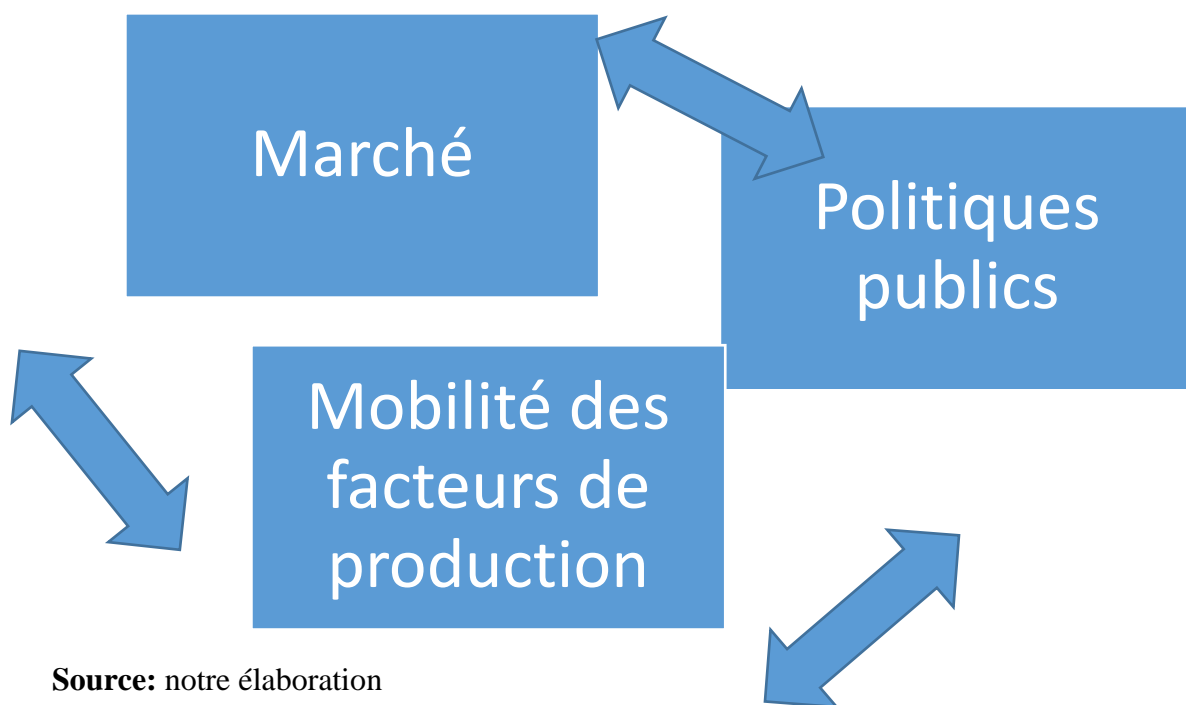 Marché
Politiques
publics
Mobilité des
facteurs de
production
Source: notre élaboration